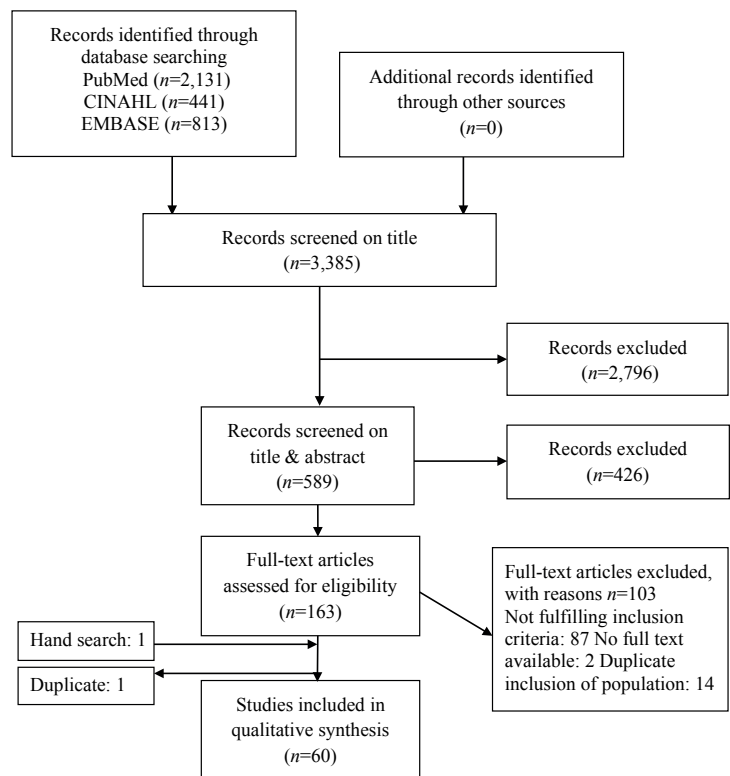 Records identified through
database searching
PubMed (n=2,131)
CINAHL (n=441)
EMBASE (n=813)
Additional records identified
through other sources
(n=0)
Records screened on title
(n=3,385)
Records excluded
(n=2,796)
Records screened on
title & abstract
(n=589)
Records excluded
(n=426)
Full-text articles
assessed for eligibility
(n=163)
Full-text articles excluded,
with reasons n=103
Not fulfilling inclusion
criteria: 87 No full text
available: 2 Duplicate
inclusion of population: 14
Hand search: 1
Duplicate: 1
Studies included in
qualitative synthesis
(n=60)